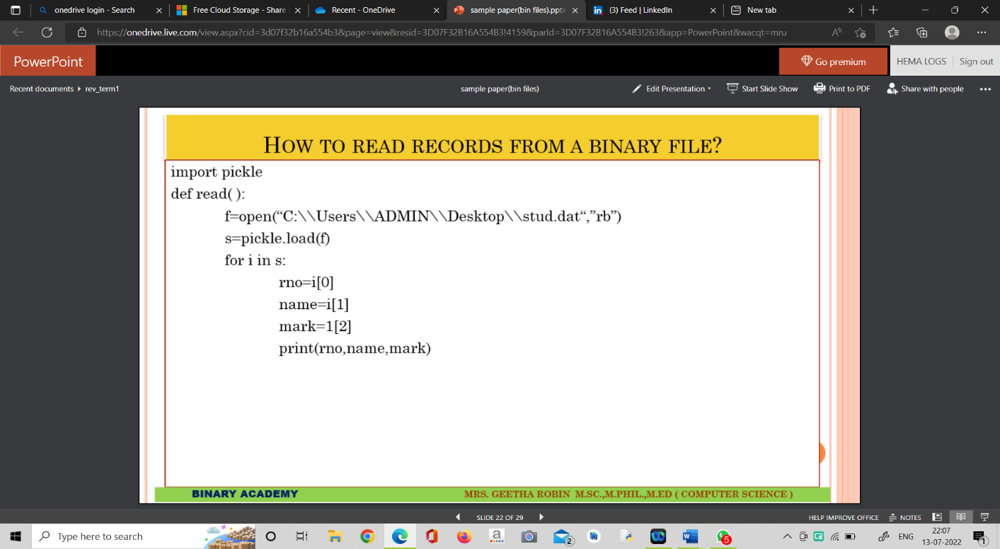 onedrive login - Search
Free Cloud Storage - Share
Recent - OneDrive
sample paper(bin files).pptx
(3) Feed | LinkedIn
New tab
https://onedrive.live.com/view.aspx?cid=3d07f32b16a554b3&page=view&resid=3D07F32B16A554B3!4159&parId=3D07F32B16A554B3!263&app=PowerPoint&wacqt=mru
PowerPoint
Go premium
HEMA LOGS
Sign out
Recent documents
rev_term1
sample paper(bin files)
Edit Presentation
Start Slide Show
Print to PDF
Share with people
HOW TO READ RECORDS FROM A BINARY FILE?
import pickle
def read( ):
f=open(“C:\\Users\\ADMIN\\Desktop\\stud.dat“,”rb”)
s=pickle.load(f)
for i in s:
rno=i[0]
name=i[1]
mark=1[2]
print(rno,name,mark)
BINARY ACADEMY
MRS. GEETHA ROBIN M.SC.,M.PHIL.,M.ED ( COMPUTER SCIENCE )
SLIDE 22 OF 29
HELP IMPROVE OFFICE
NOTES
Type here to search
2
5
ENG
22:07
13-07-2022
1